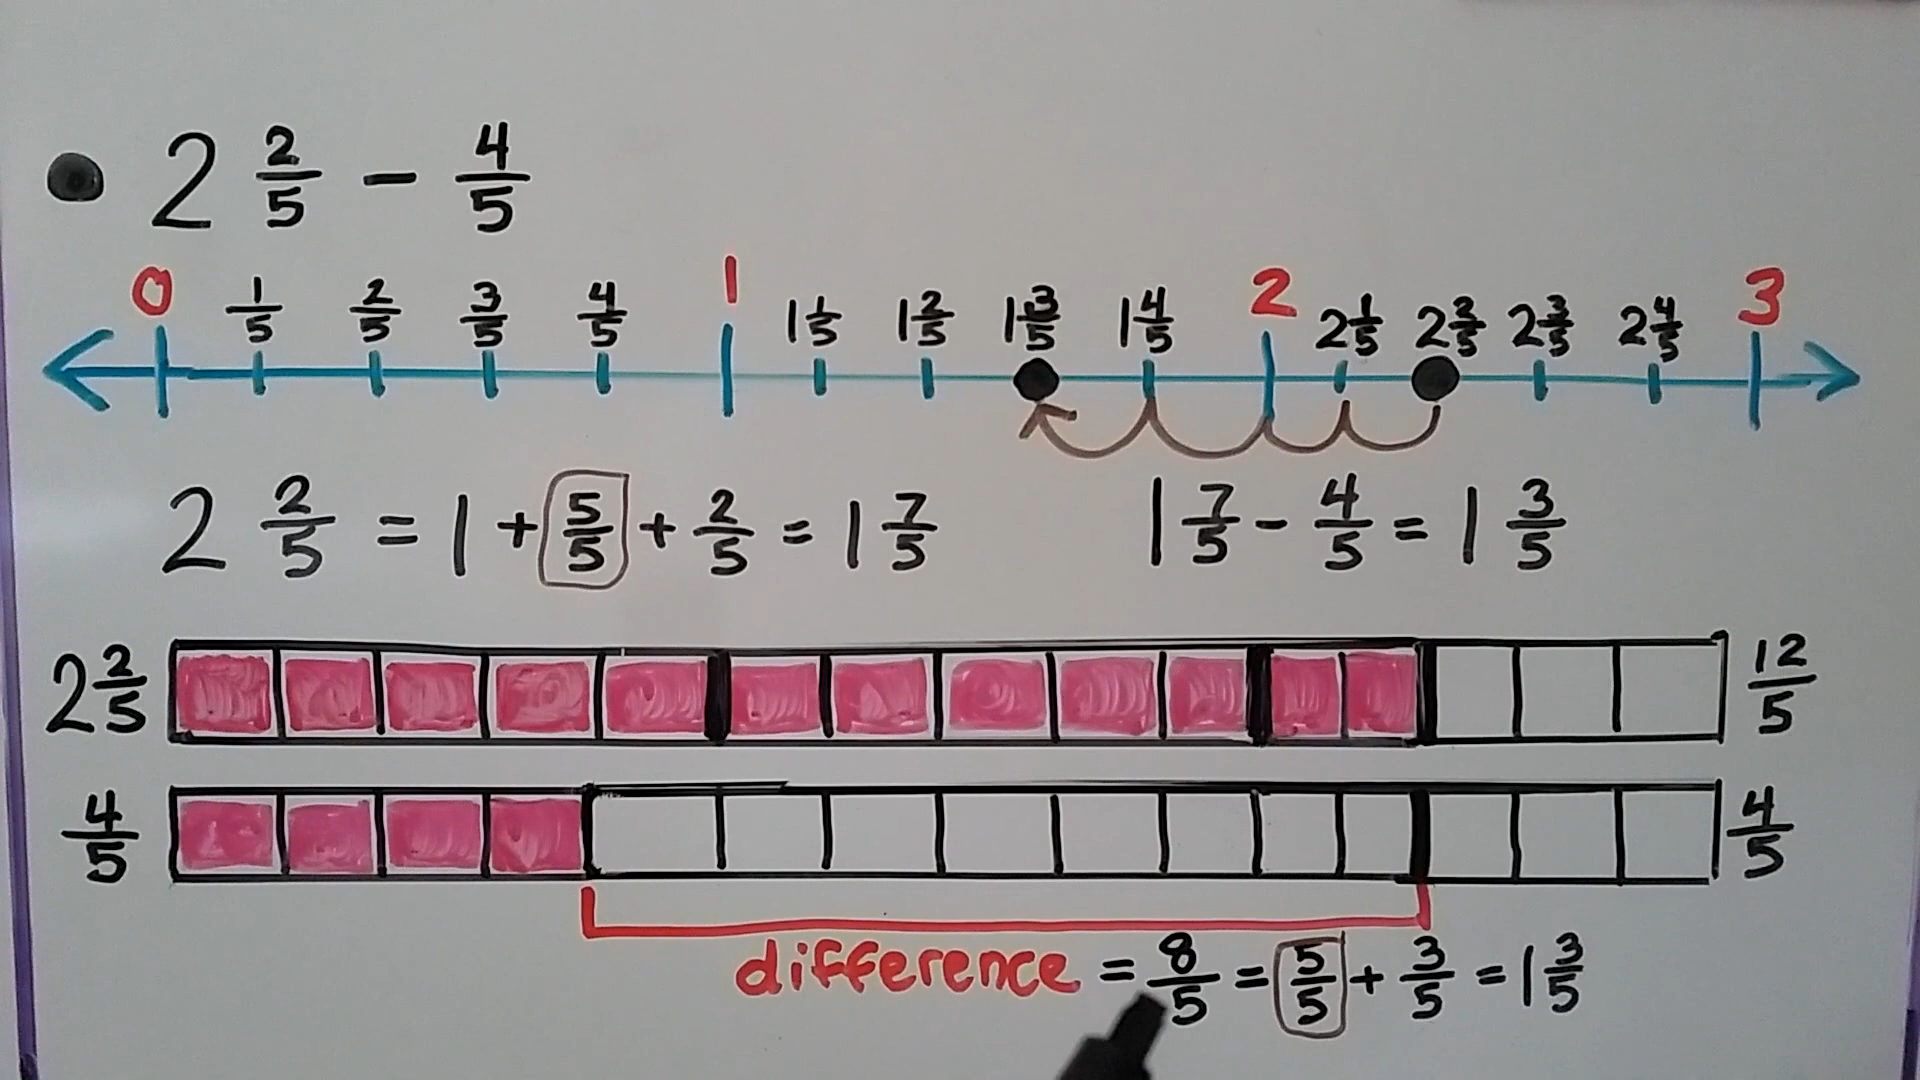 2 2/5 - 4/5
0 1/5 2/5 3/5 4/5 1 1 1/5 1 2/5 1 3/5 1 4/5 2 2 1/5 2 2/5 2 3/5 2 4/5 3
2 2/5 = 1 + 5/5 + 2/5 = 1 7/5 1 7/5 - 4/5 = 1 3/5
2 2/5 12/5
4/5 4/5
difference = 8/5 = 5/5 + 3/5 = 1 3/5